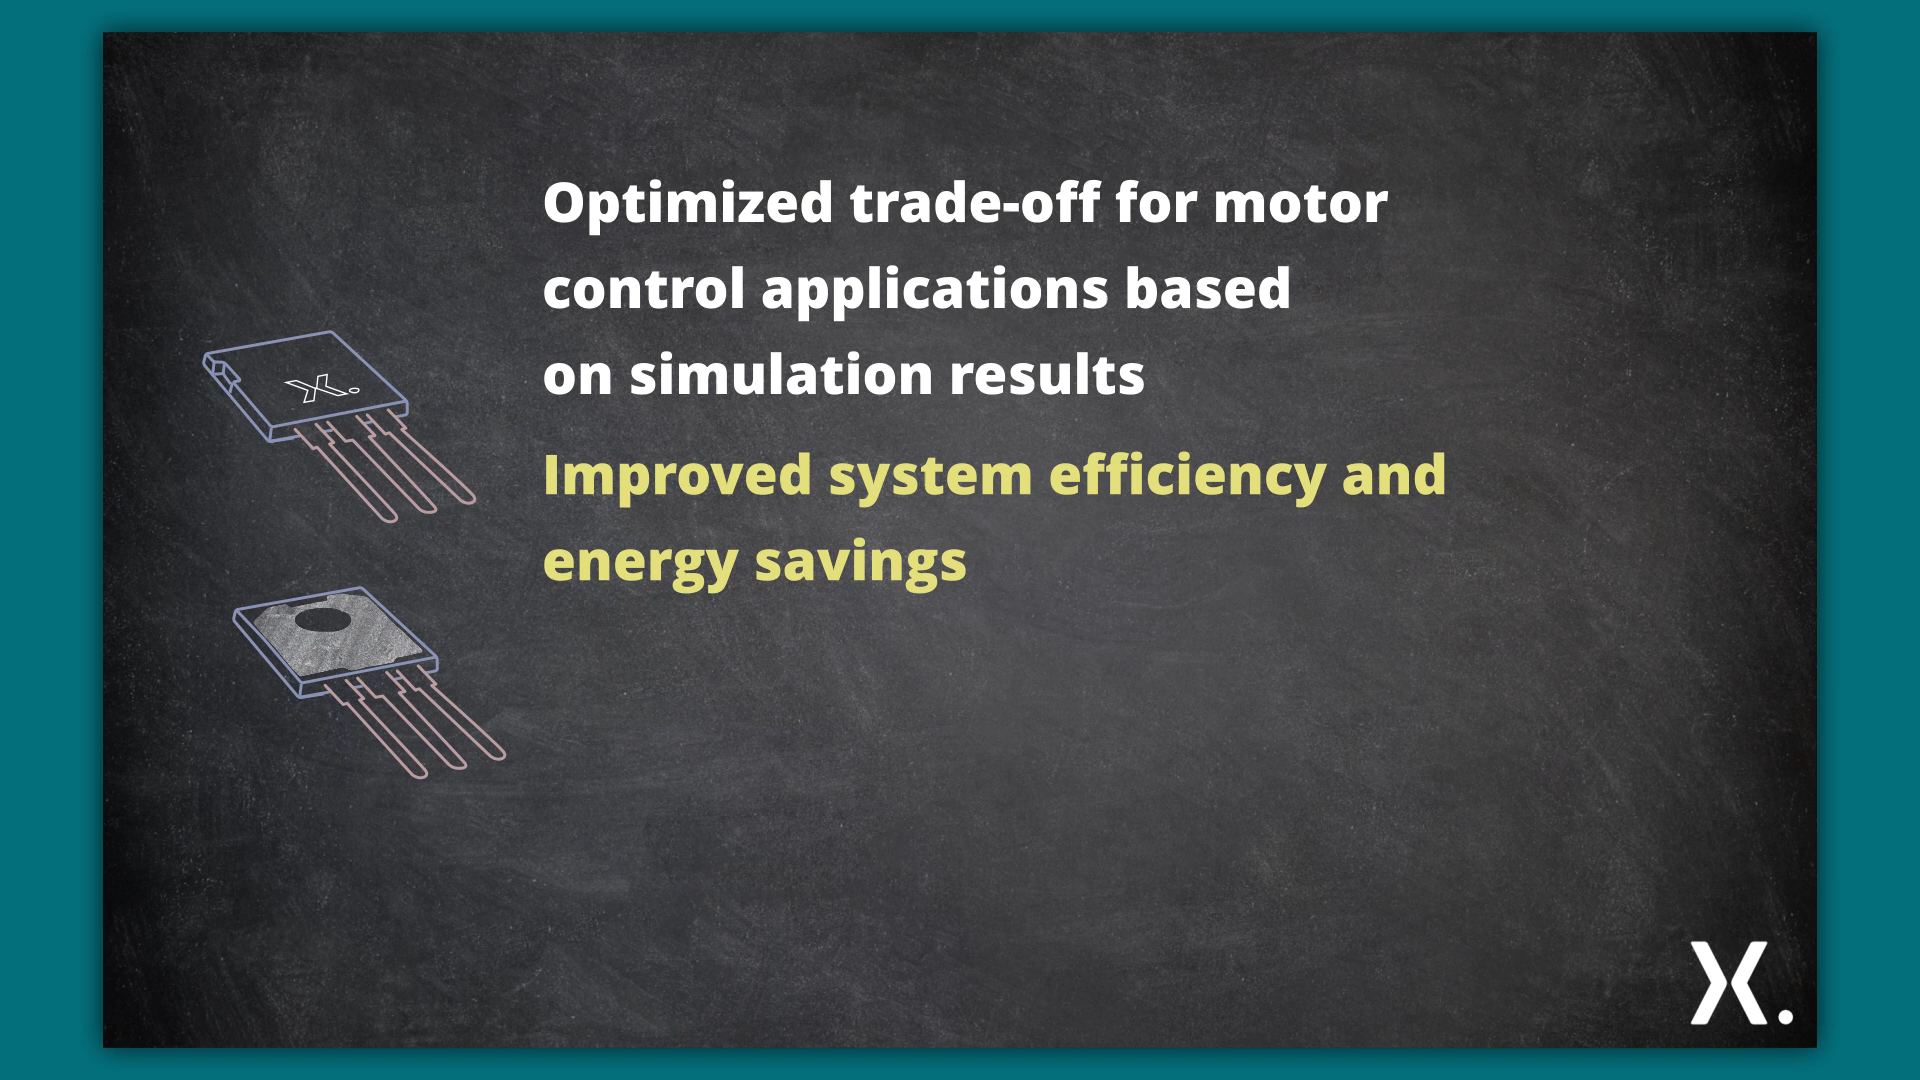 Optimized trade-off for motor
control applications based
on simulation results
Improved system efficiency and
energy savings
X.
X.